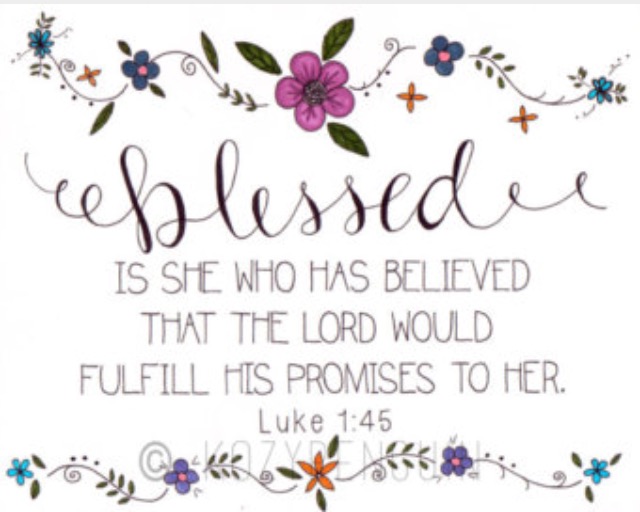 blessed
IS SHE WHO HAS BELIEVED
THAT THE LORD WOULD
FULFILL HIS PROMISES TO HER.
Luke 1:45
© KOZYPENGUIN